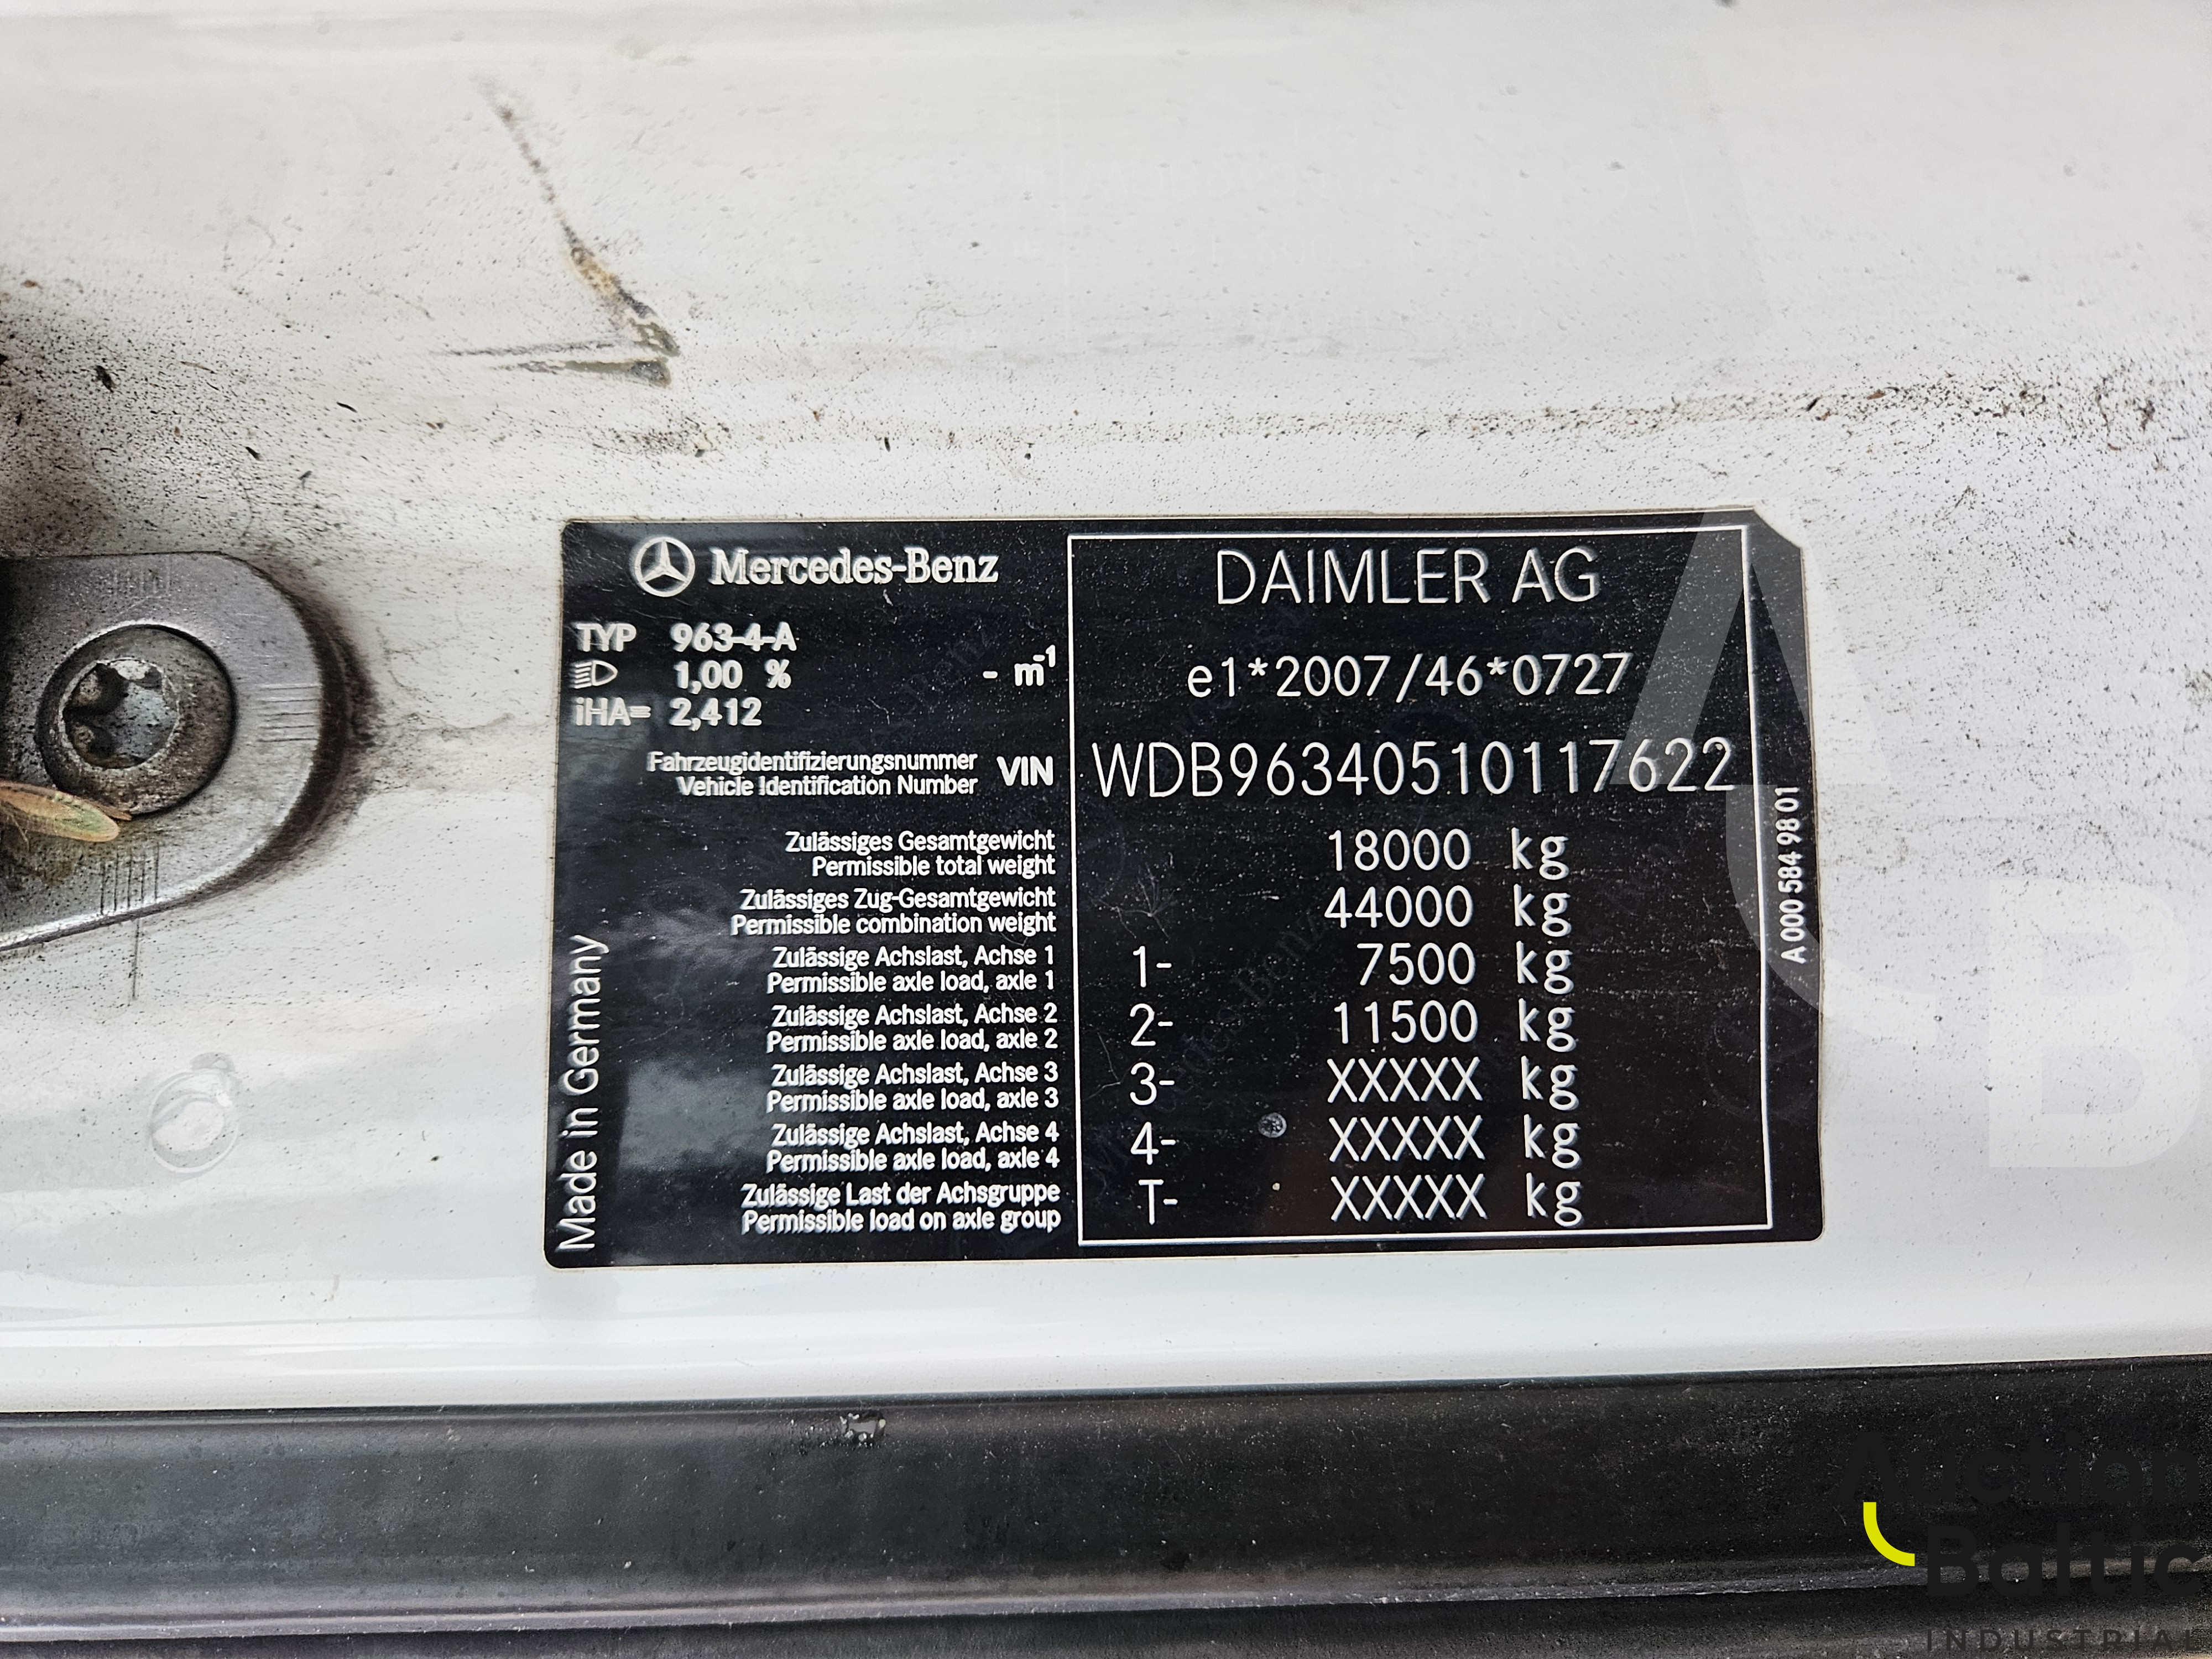 Mercedes-Benz
TYP 963-4-A
1,00 % - m-1
iHA= 2,412
Fahrzeugidentifizierungsnummer
Vehicle Identification Number
VIN
Zulässiges Gesamtgewicht
Permissible total weight
Zulässiges Zug-Gesamtgewicht
Permissible combination weight
Zulässige Achslast, Achse 1
Permissible axle load, axle 1
Zulässige Achslast, Achse 2
Permissible axle load, axle 2
Zulässige Achslast, Achse 3
Permissible axle load, axle 3
Zulässige Achslast, Achse 4
Permissible axle load, axle 4
Zulässige Last der Achsgruppe
Permissible load on axle group
Made in Germany
DAIMLER AG
e1*2007/46*0727
WDB96340510117622
18000 kg
44000 kg
1- 7500 kg
2- 11500 kg
3- XXXXX kg
4- XXXXX kg
T- XXXXX kg
A 000 584 98 01
Auction
Baltic
INDUSTRIAL